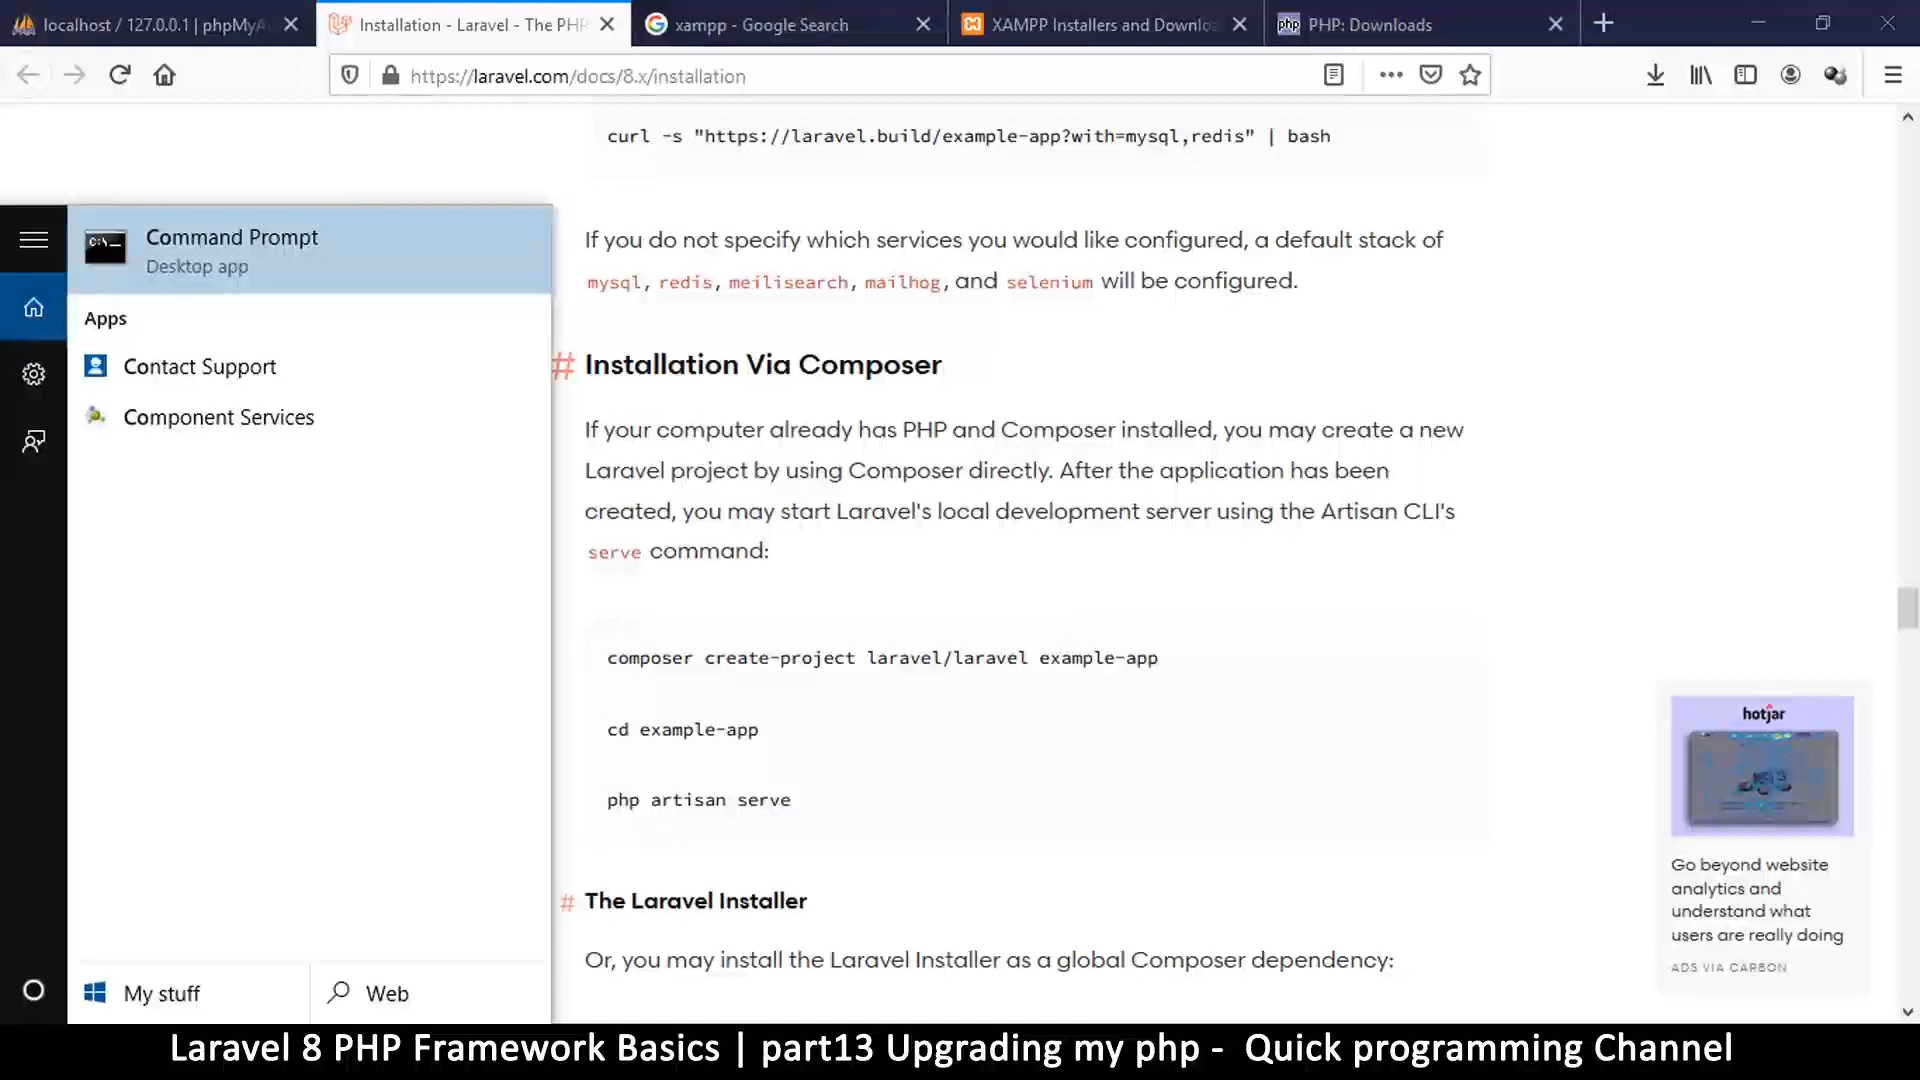 localhost / 127.0.0.1 | phpMyA
Installation - Laravel - The PHP
xampp - Google Search
XAMPP Installers and Downlo
php PHP: Downloads
https://laravel.com/docs/8.x/installation
curl -s "https://laravel.build/example-app?with=mysql,redis" | bash
If you do not specify which services you would like configured, a default stack of
mysql, redis, meilisearch, mailhog, and selenium will be configured.
# Installation Via Composer
If your computer already has PHP and Composer installed, you may create a new
Laravel project by using Composer directly. After the application has been
created, you may start Laravel's local development server using the Artisan CLI's
serve command:
composer create-project laravel/laravel example-app
cd example-app
php artisan serve
# The Laravel Installer
Or, you may install the Laravel Installer as a global Composer dependency:
C:\_
Command Prompt
Desktop app
Apps
Contact Support
Component Services
My stuff
Web
hotjar
Go beyond website
analytics and
understand what
users are really doing
ADS VIA CARBON
Laravel 8 PHP Framework Basics | part13 Upgrading my php - Quick programming Channel